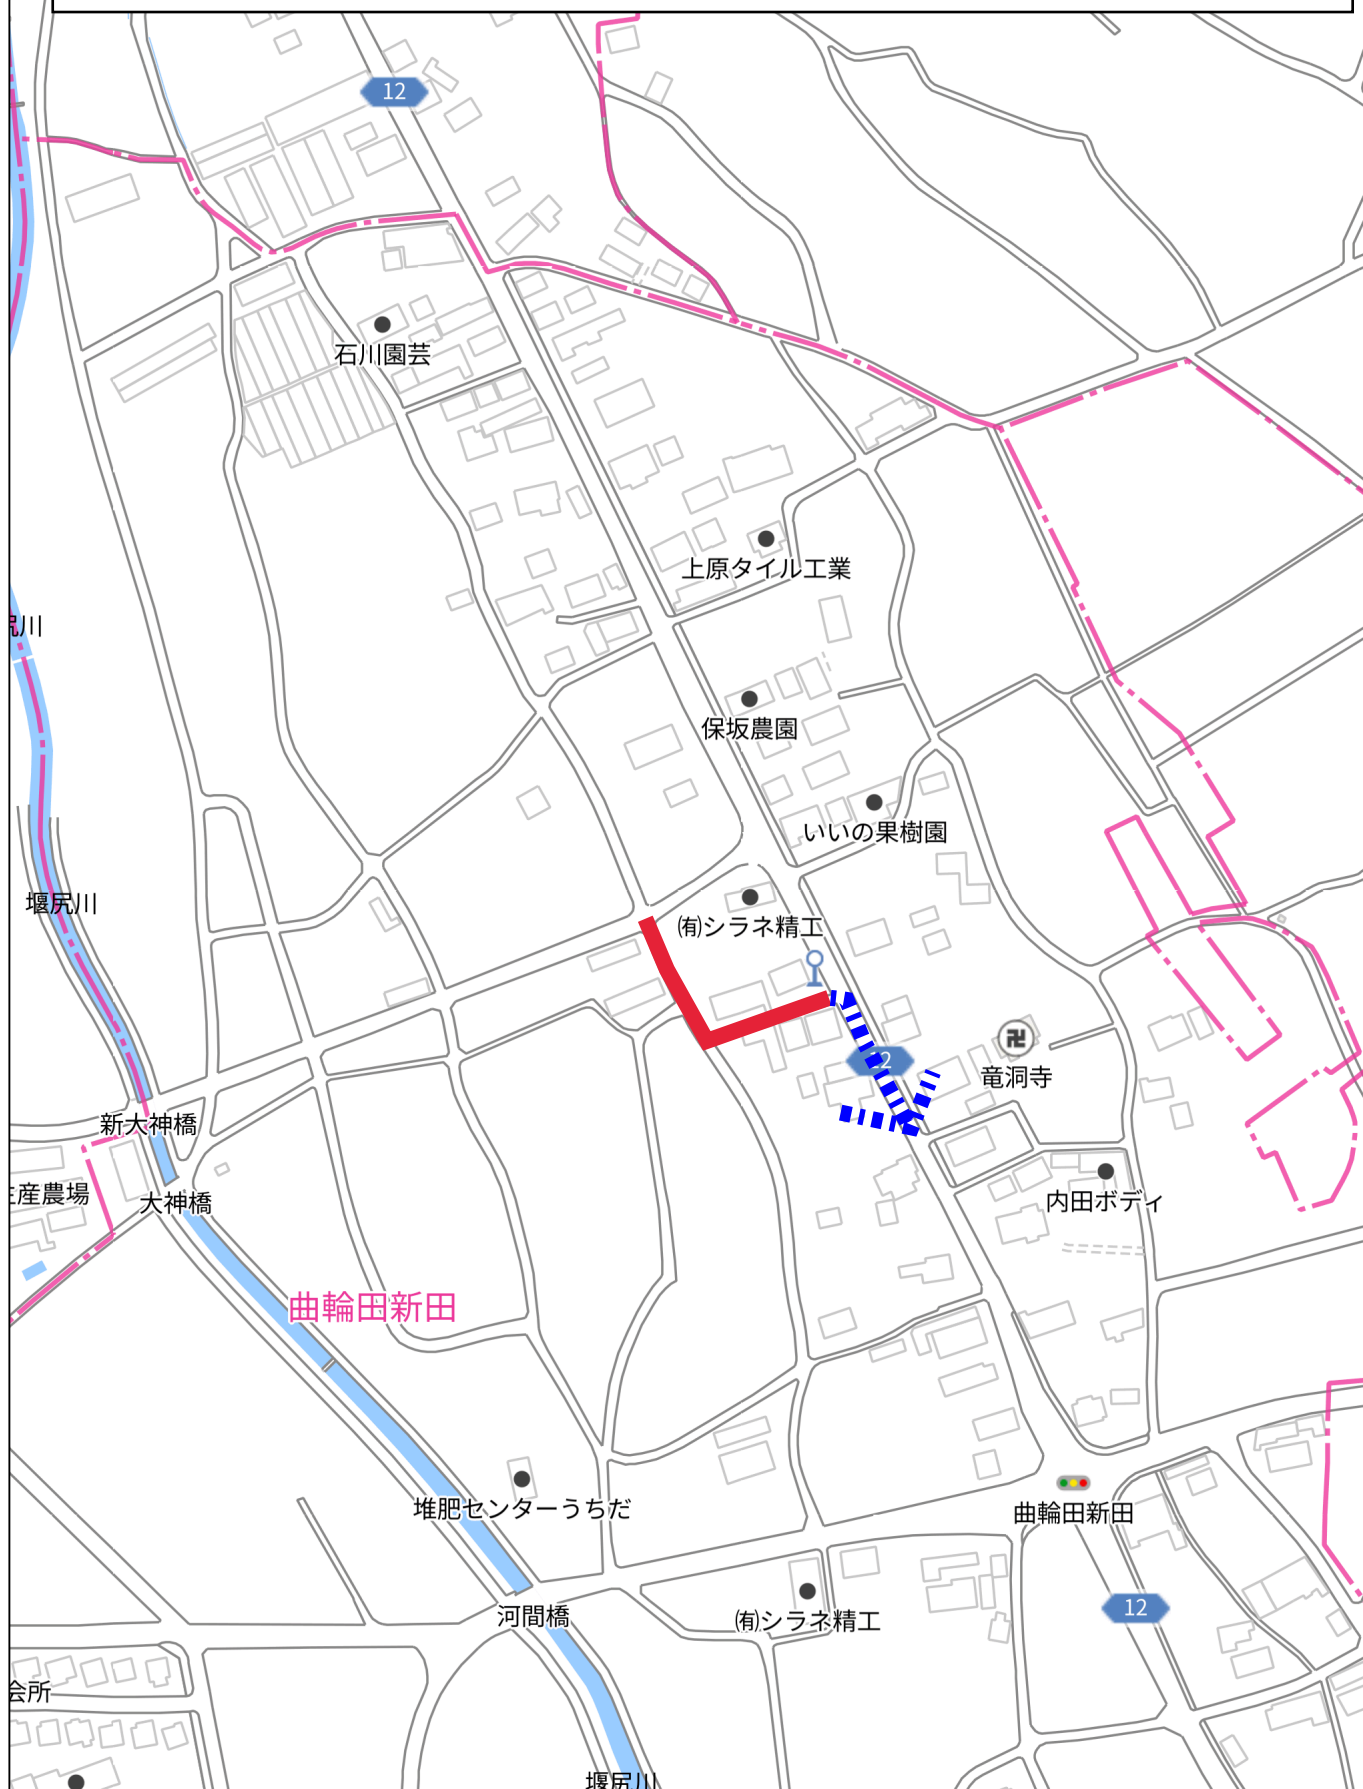 12
石川園芸
上原タイル工業
尻川
保坂農園
いいの果樹園
堰尻川
㈲シラネ精工
12
竜洞寺
新大神橋
生産農場
大神橋
内田ボディ
曲輪田新田
堆肥センターうちだ
曲輪田新田
河間橋
㈲シラネ精工
12
会所
堰尻川